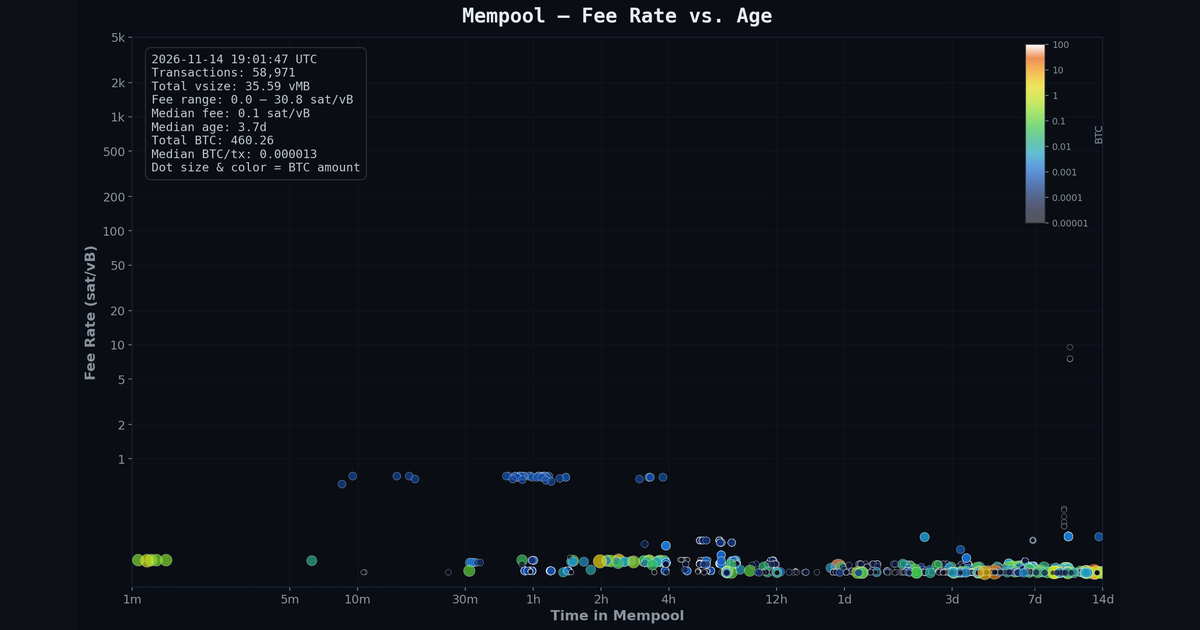 Mempool — Fee Rate vs. Age
5k
2k
1k
500
200
100
50
20
10
5
2
1
Fee Rate (sat/vB)
2026-11-14 19:01:47 UTC
Transactions: 58,971
Total vsize: 35.59 vMB
Fee range: 0.0 — 30.8 sat/vB
Median fee: 0.1 sat/vB
Median age: 3.7d
Total BTC: 460.26
Median BTC/tx: 0.000013
Dot size & color = BTC amount
100
10
1
0.1
0.01
0.001
0.0001
0.00001
BTC
1m 5m 10m 30m 1h 2h 4h 12h 1d 3d 7d 14d
Time in Mempool